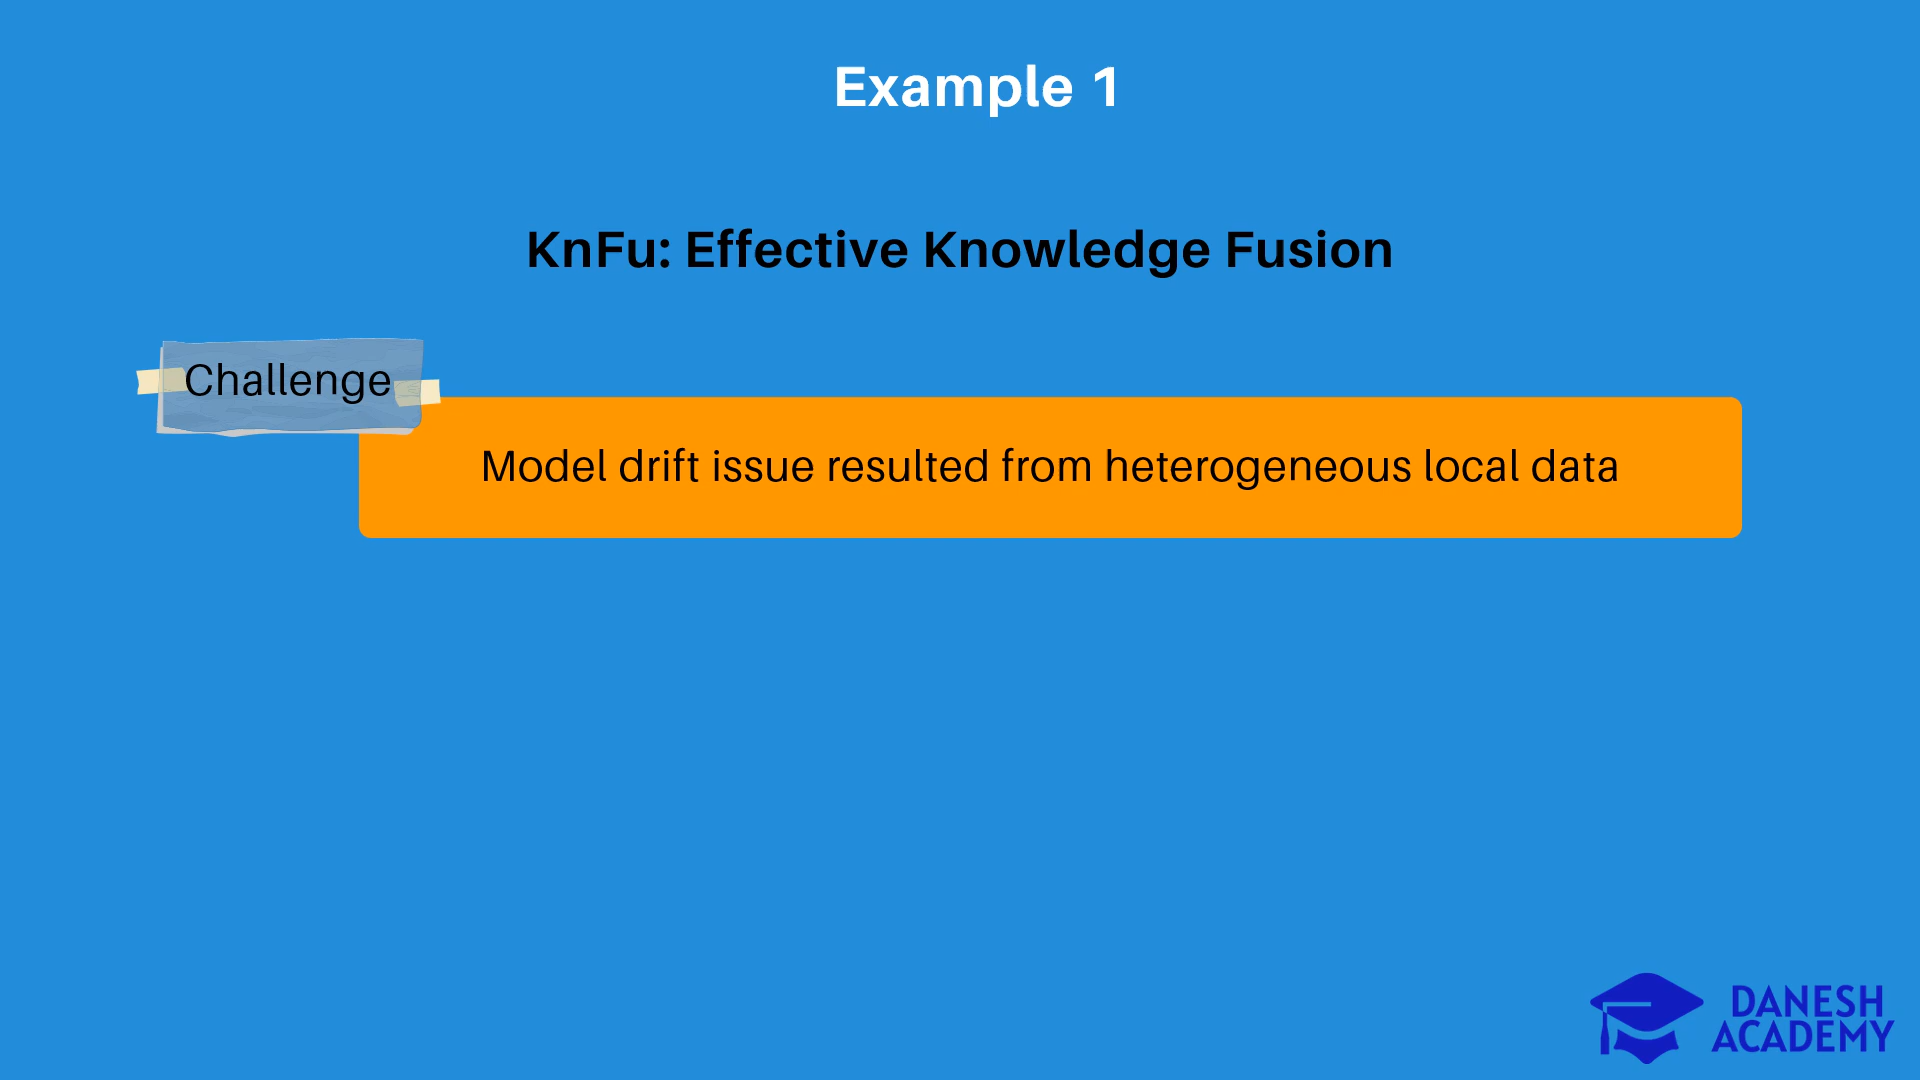 Example 1
KnFu: Effective Knowledge Fusion
Challenge
Model drift issue resulted from heterogeneous local data
DANESH
ACADEMY